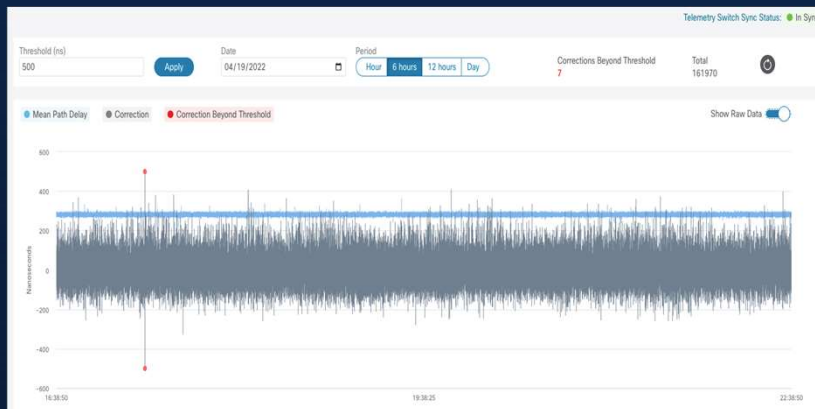 Telemetry Switch Sync Status: In Syn
Threshold (ns)
500
Apply
Date
04/19/2022
Period
Hour 6 hours 12 hours Day
Corrections Beyond Threshold
7
Total
161970
Mean Path Delay Correction Correction Beyond Threshold
Show Raw Data
600
400
200
0
-200
-400
-600
Nanoseconds
16:38:50 19:38:25 22:38:50